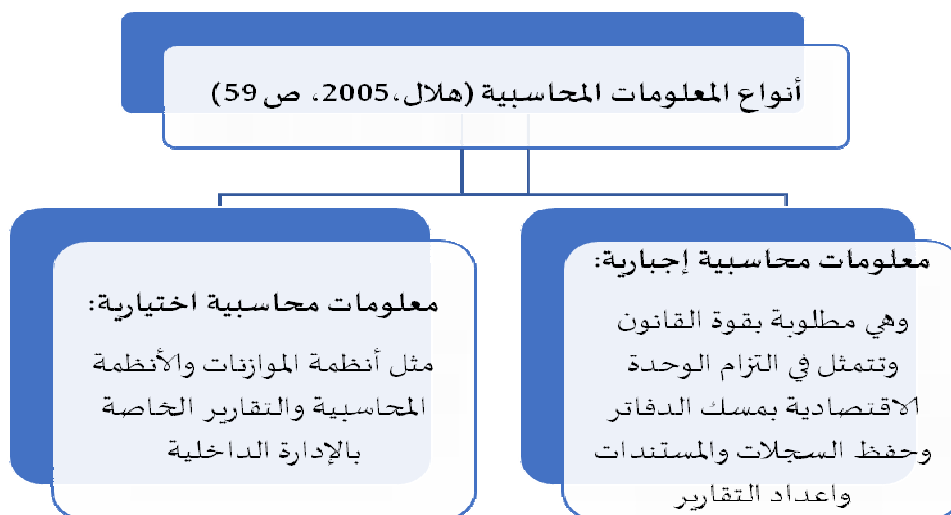 أنواع المعلومات المحاسبية (هلال،2005، ص 59)
معلومات محاسبية إجبارية:
وهي مطلوبة بقوة القانون
وتتمثل في التزام الوحدة
الاقتصادية بمسك الدفاتر
وحفظ السجلات والمستندات
واعداد التقارير
معلومات محاسبية اختيارية:
مثل أنظمة الموازنات والأنظمة
المحاسبية والتقارير الخاصة
بالإدارة الداخلية